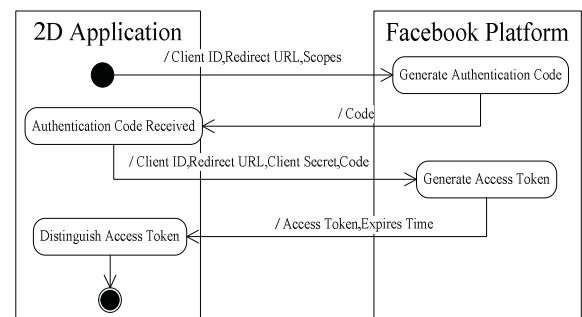 2D Application
Facebook Platform
/Client ID,Redirect URL,Scopes
Generate Authentication Code
/Code
Authentication Code Received
/Client ID,Redirect URL,Client Secret,Code
Generate Access Token
/Access Token,Expires Time
Distinguish Access Token